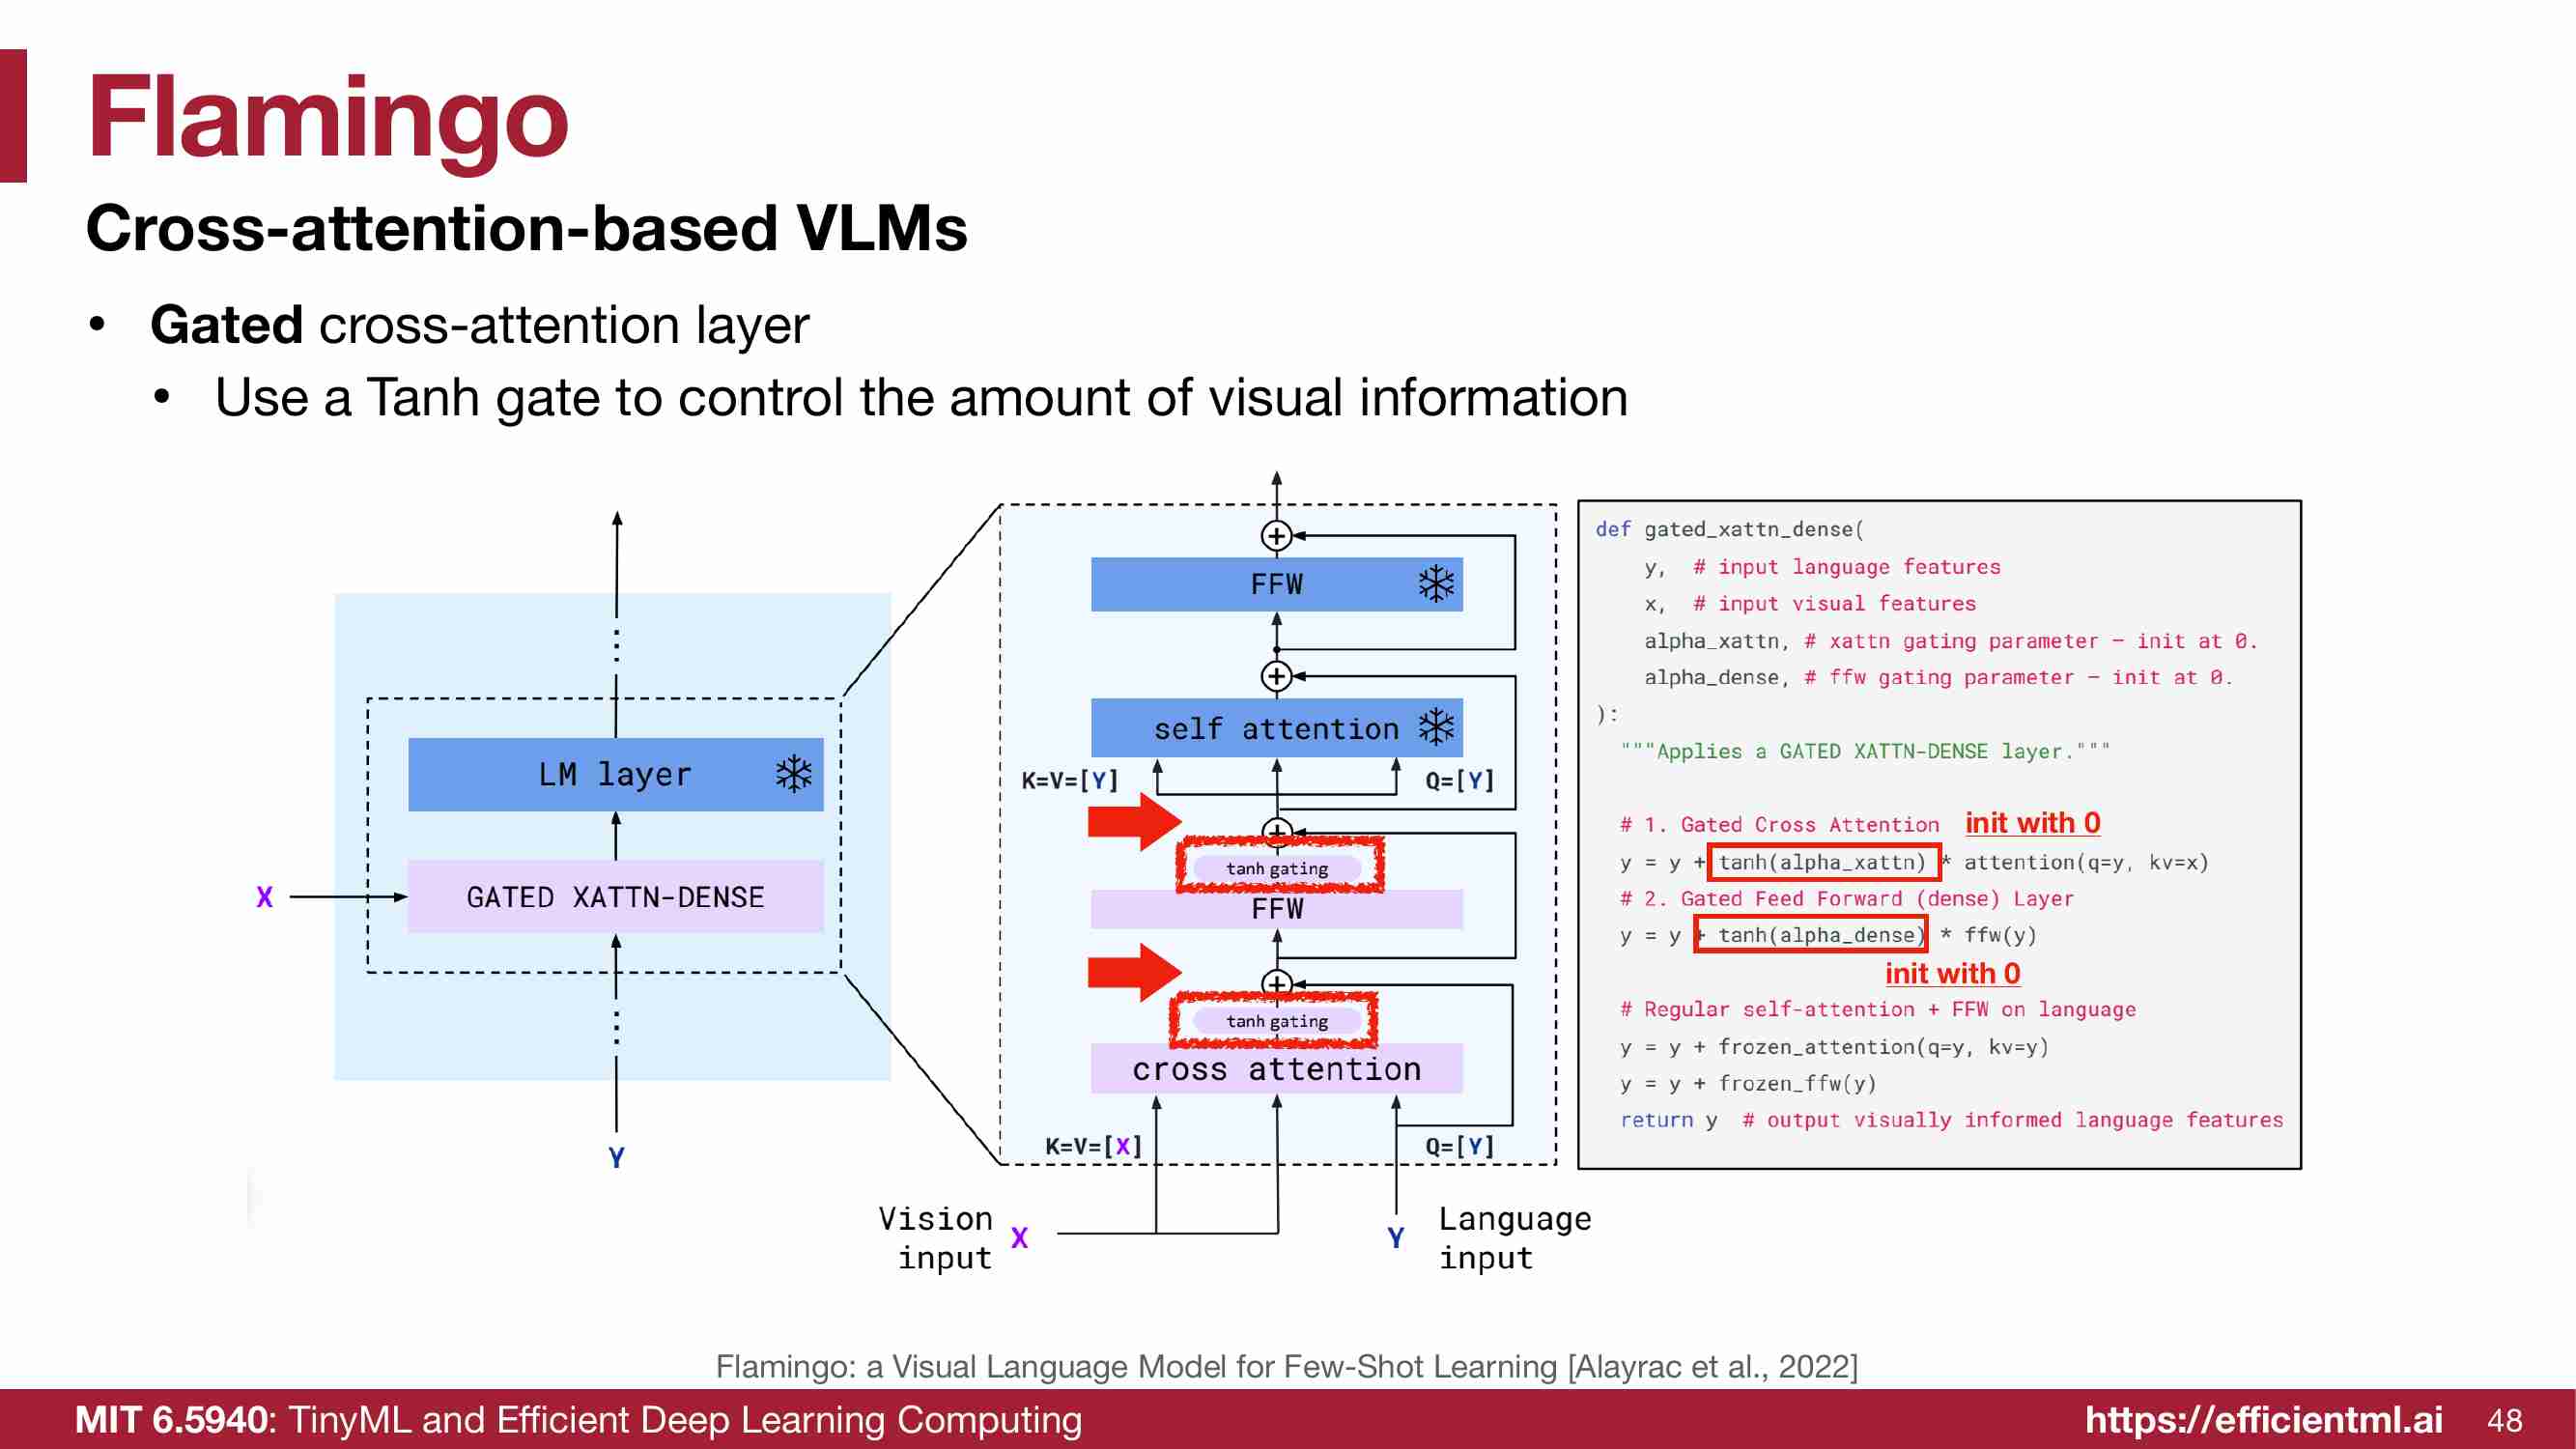 Flamingo
Cross-attention-based VLMs
• Gated cross-attention layer
• Use a Tanh gate to control the amount of visual information
LM layer
GATED XATTN-DENSE
X
Y
FFW
self attention
K=V=[Y]
Q=[Y]
tanh gating
FFW
tanh gating
cross attention
K=V=[X]
Q=[Y]
Vision
input
X
Y
Language
input
def gated_xattn_dense(
y, # input language features
x, # input visual features
alpha_xattn, # xattn gating parameter – init at 0.
alpha_dense, # ffw gating parameter – init at 0.
):
"""Applies a GATED XATTN-DENSE layer."""
# 1. Gated Cross Attention init with 0
y = y + tanh(alpha_xattn) * attention(q=y, kv=x)
# 2. Gated Feed Forward (dense) Layer
y = y + tanh(alpha_dense) * ffw(y)
init with 0
# Regular self-attention + FFW on language
y = y + frozen_attention(q=y, kv=y)
y = y + frozen_ffw(y)
return y # output visually informed language features
Flamingo: a Visual Language Model for Few-Shot Learning [Alayrac et al., 2022]
MIT 6.5940: TinyML and Efficient Deep Learning Computing
https://efficientml.ai
48